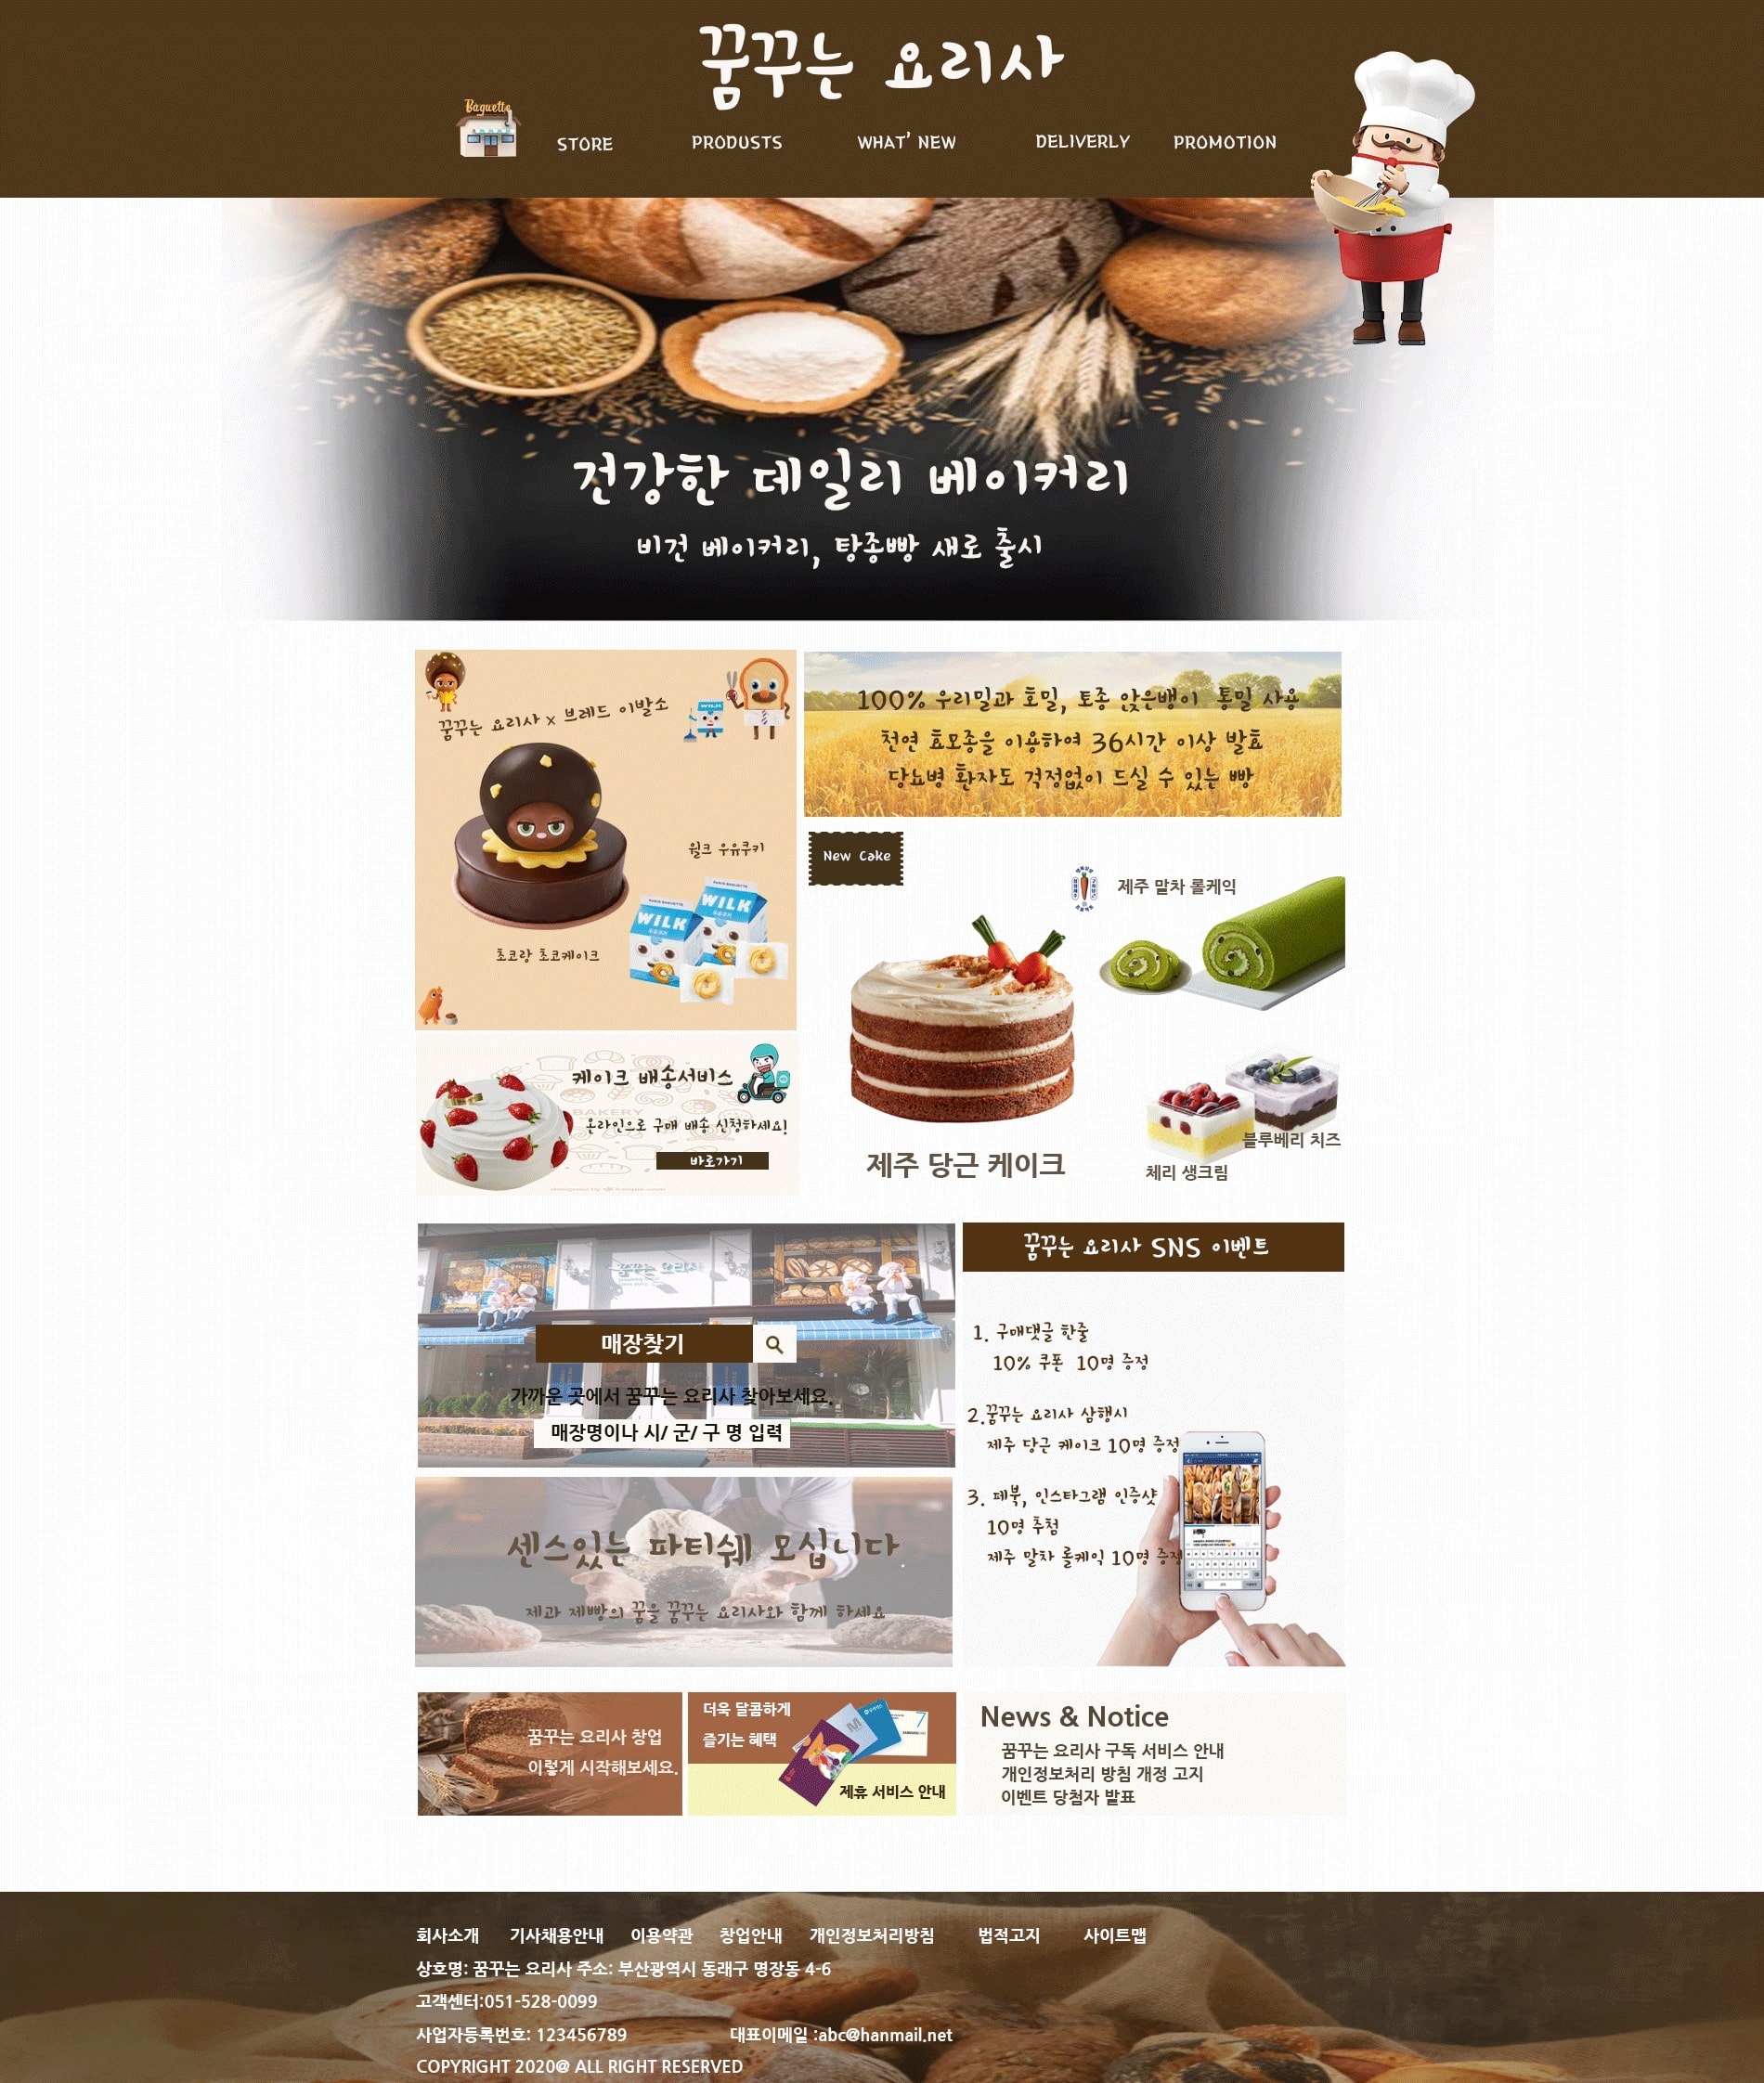 꿈꾸는 요리사
Baguette
STORE
PRODUSTS
WHAT' NEW
DELIVERLY
PROMOTION
건강한 데일리 베이커리
비건 베이커리, 탕종빵 새로 출시
꿈꾸는 요리사 x 브레드 이발소
WILK
윌크 우유쿠키
PARIS BAGUETTE
PARIS BAGUETTE
WILK
WILK
초코랑 초코케이크
100% 우리밀과 호밀, 토종 앉은뱅이 통밀 사용
천연 효모종을 이용하여 36시간 이상 발효
당뇨병 환자도 걱정없이 드실 수 있는 빵
New Cake
제주 말차 롤케익
제주 당근 케이크
블루베리 치즈
체리 생크림
케이크 배송서비스
BAKERY
온라인으로 구매 배송 신청하세요!
바로가기
꿈꾸는 요리사
매장찾기
가까운 곳에서 꿈꾸는 요리사 찾아보세요.
매장명이나 시/ 군/ 구 명 입력
꿈꾸는 요리사 SNS 이벤트
1. 구매댓글 한줄
10% 쿠폰 10명 증정
2.꿈꾸는 요리사 삼행시
제주 당근 케이크 10명 증정
3. 페북, 인스타그램 인증샷
10명 추첨
제주 말차 롤케익 10명 증정
센스있는 파티쉐 모십니다.
제과 제빵의 꿈을 꿈꾸는 요리사와 함께 하세요
꿈꾸는 요리사 창업
이렇게 시작해보세요.
더욱 달콤하게
즐기는 혜택
제휴 서비스 안내
News & Notice
꿈꾸는 요리사 구독 서비스 안내
개인정보처리 방침 개정 고지
이벤트 당첨자 발표
회사소개 기사채용안내 이용약관 창업안내 개인정보처리방침 법적고지 사이트맵
상호명: 꿈꾸는 요리사 주소: 부산광역시 동래구 명장동 4-6
고객센터:051-528-0099
사업자등록번호: 123456789 대표이메일 :abc@hanmail.net
COPYRIGHT 2020@ ALL RIGHT RESERVED